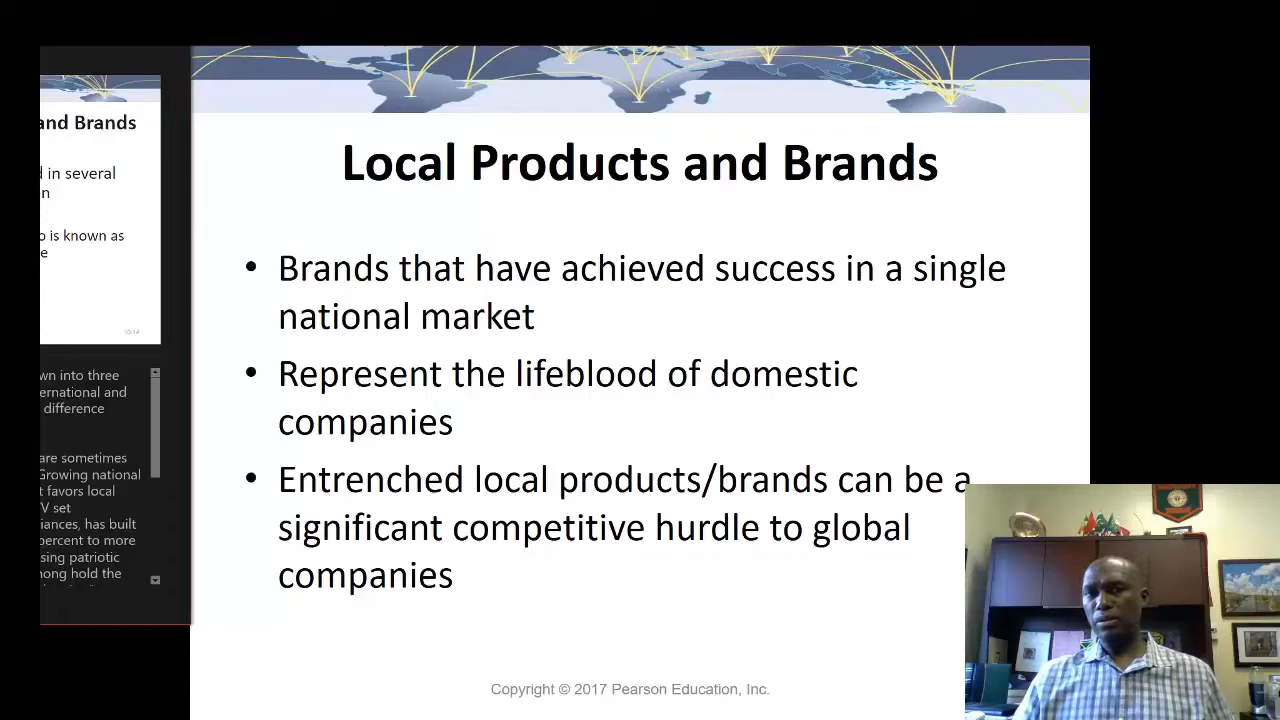 and Brands
d in several
n
o is known as
e
10-14
wn into three
ernational and
difference
are sometimes
Growing national
t favors local
V set
iances, has built
percent to more
sing patriotic
mong hold the
Local Products and Brands
• Brands that have achieved success in a single
national market
• Represent the lifeblood of domestic
companies
• Entrenched local products/brands can be a
significant competitive hurdle to global
companies
Copyright © 2017 Pearson Education, Inc.